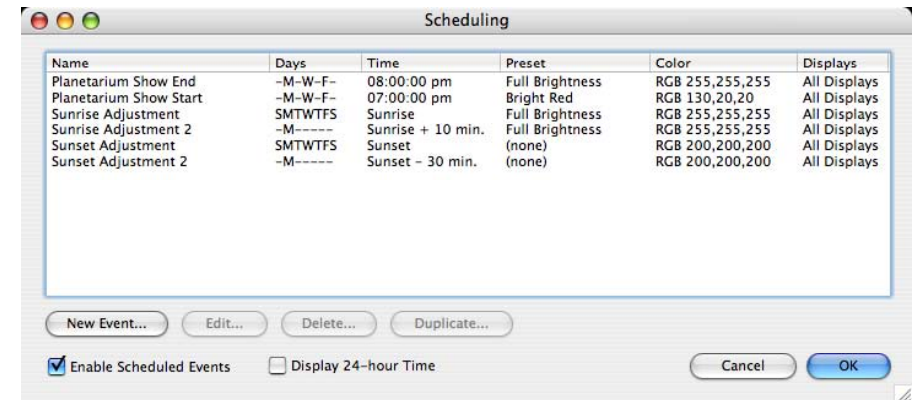 Scheduling
Name Days Time Preset Color Displays
Planetarium Show End -M-W-F- 08:00:00 pm Full Brightness RGB 255,255,255 All Displays
Planetarium Show Start -M-W-F- 07:00:00 pm Bright Red RGB 130,20,20 All Displays
Sunrise Adjustment SMTWTFS Sunrise Full Brightness RGB 255,255,255 All Displays
Sunrise Adjustment 2 -M----- Sunrise + 10 min. Full Brightness RGB 255,255,255 All Displays
Sunset Adjustment SMTWTFS Sunset (none) RGB 200,200,200 All Displays
Sunset Adjustment 2 -M----- Sunset - 30 min. (none) RGB 200,200,200 All Displays
New Event... Edit... Delete... Duplicate...
Enable Scheduled Events Display 24-hour Time Cancel OK